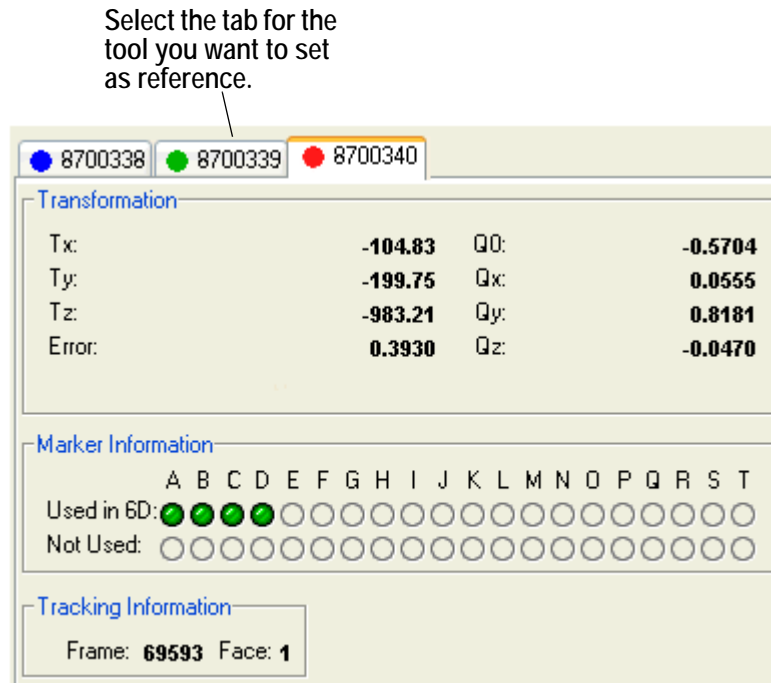 Select the tab for the
tool you want to set
as reference.
8700338 8700339 8700340
Transformation
Tx: -104.83 Q0: -0.5704
Ty: -199.75 Qx: 0.0555
Tz: -983.21 Qy: 0.8181
Error: 0.3930 Qz: -0.0470
Marker Information
A B C D E F G H I J K L M N O P Q R S T
Used in 6D:
Not Used:
Tracking Information
Frame: 69593 Face: 1